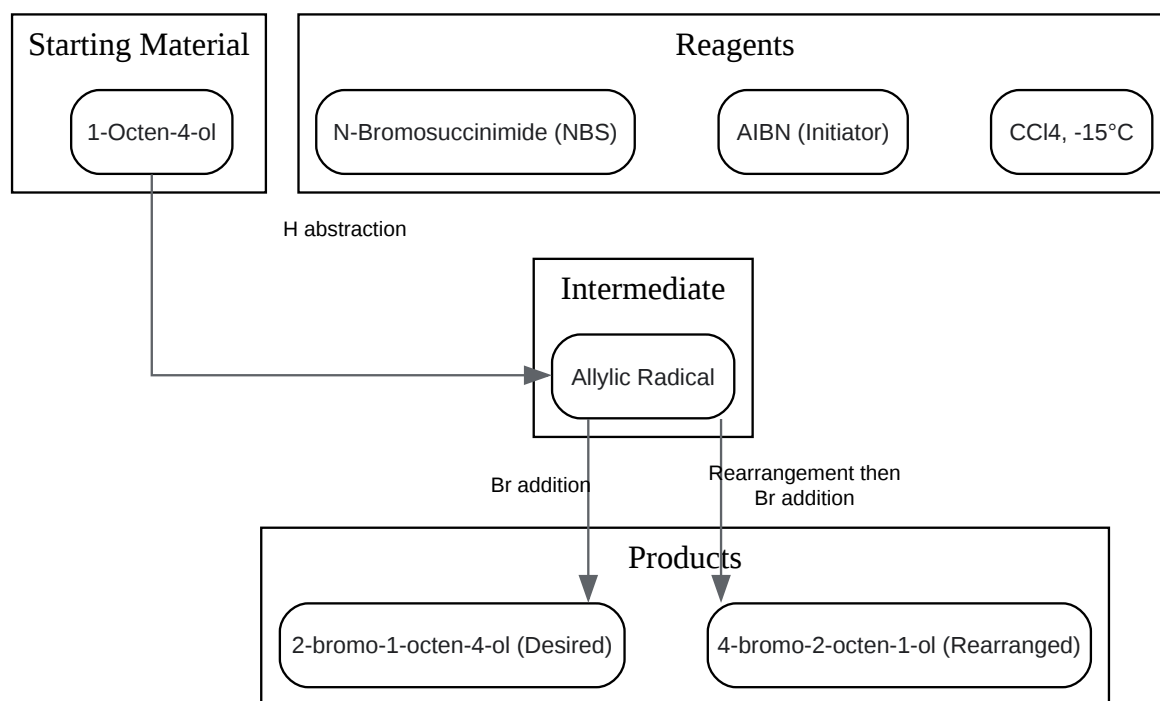 Starting Material
Reagents
1-Octen-4-ol
N-Bromosuccinimide (NBS)
AIBN (Initiator)
CCl4, -15°C
H abstraction
Intermediate
Allylic Radical
Br addition
Rearrangement then
Br addition
Products
2-bromo-1-octen-4-ol (Desired)
4-bromo-2-octen-1-ol (Rearranged)